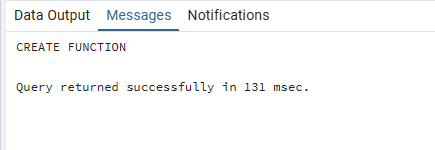 Data Output Messages Notifications
CREATE FUNCTION
Query returned successfully in 131 msec.